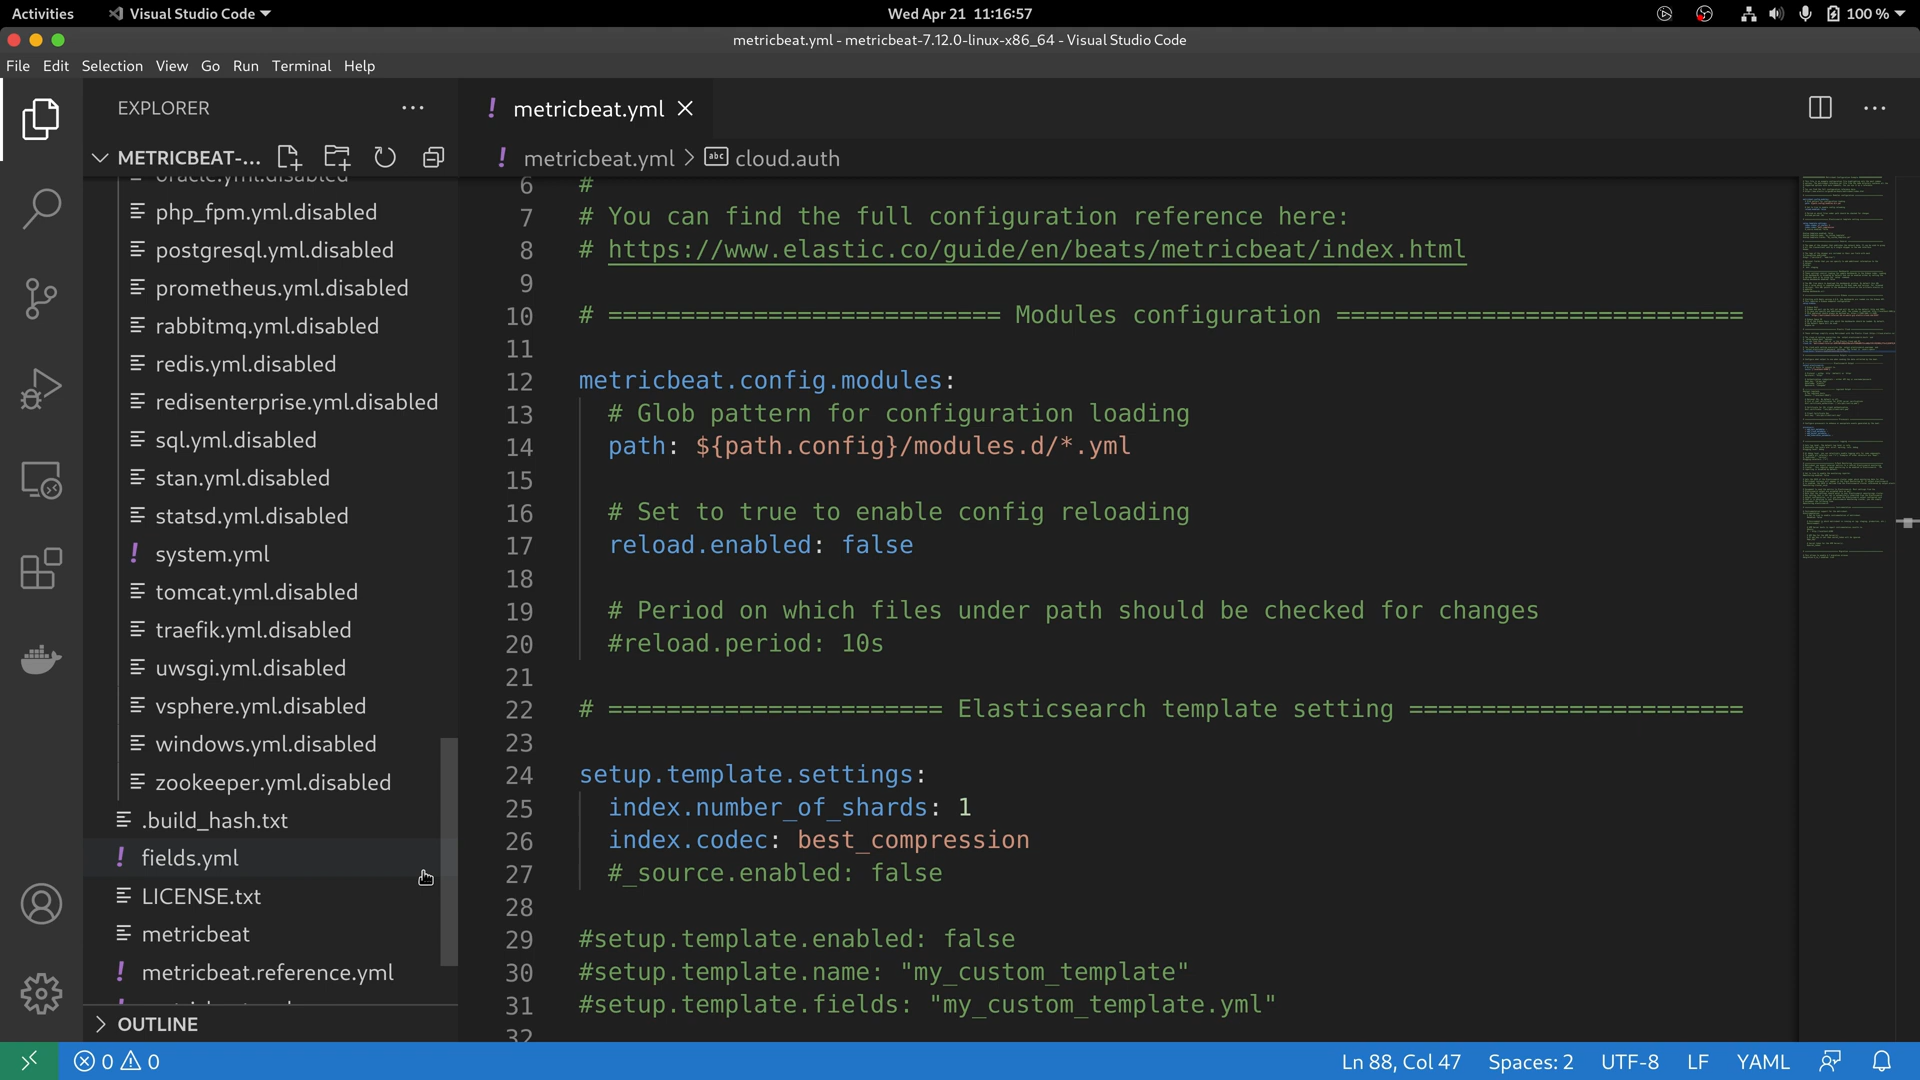 Activities
Visual Studio Code
Wed Apr 21 11:16:57
100 %
metricbeat.yml - metricbeat-7.12.0-linux-x86_64 - Visual Studio Code
File Edit Selection View Go Run Terminal Help
EXPLORER
METRICBEAT-...
oracle.yml.disabled
php_fpm.yml.disabled
postgresql.yml.disabled
prometheus.yml.disabled
rabbitmq.yml.disabled
redis.yml.disabled
redisenterprise.yml.disabled
sql.yml.disabled
stan.yml.disabled
statsd.yml.disabled
! system.yml
tomcat.yml.disabled
traefik.yml.disabled
uwsgi.yml.disabled
vsphere.yml.disabled
windows.yml.disabled
zookeeper.yml.disabled
.build_hash.txt
! fields.yml
LICENSE.txt
metricbeat
! metricbeat.reference.yml
OUTLINE
! metricbeat.yml
! metricbeat.yml > abc cloud.auth
6 #
7 # You can find the full configuration reference here:
8 # https://www.elastic.co/guide/en/beats/metricbeat/index.html
9
10 # =========================== Modules configuration ============================
11
12 metricbeat.config.modules:
13 # Glob pattern for configuration loading
14 path: ${path.config}/modules.d/*.yml
15
16 # Set to true to enable config reloading
17 reload.enabled: false
18
19 # Period on which files under path should be checked for changes
20 #reload.period: 10s
21
22 # ======================= Elasticsearch template setting =======================
23
24 setup.template.settings:
25 index.number_of_shards: 1
26 index.codec: best_compression
27 #_source.enabled: false
28
29 #setup.template.enabled: false
30 #setup.template.name: "my_custom_template"
31 #setup.template.fields: "my_custom_template.yml"
32
0 0
Ln 88, Col 47
Spaces: 2
UTF-8
LF
YAML